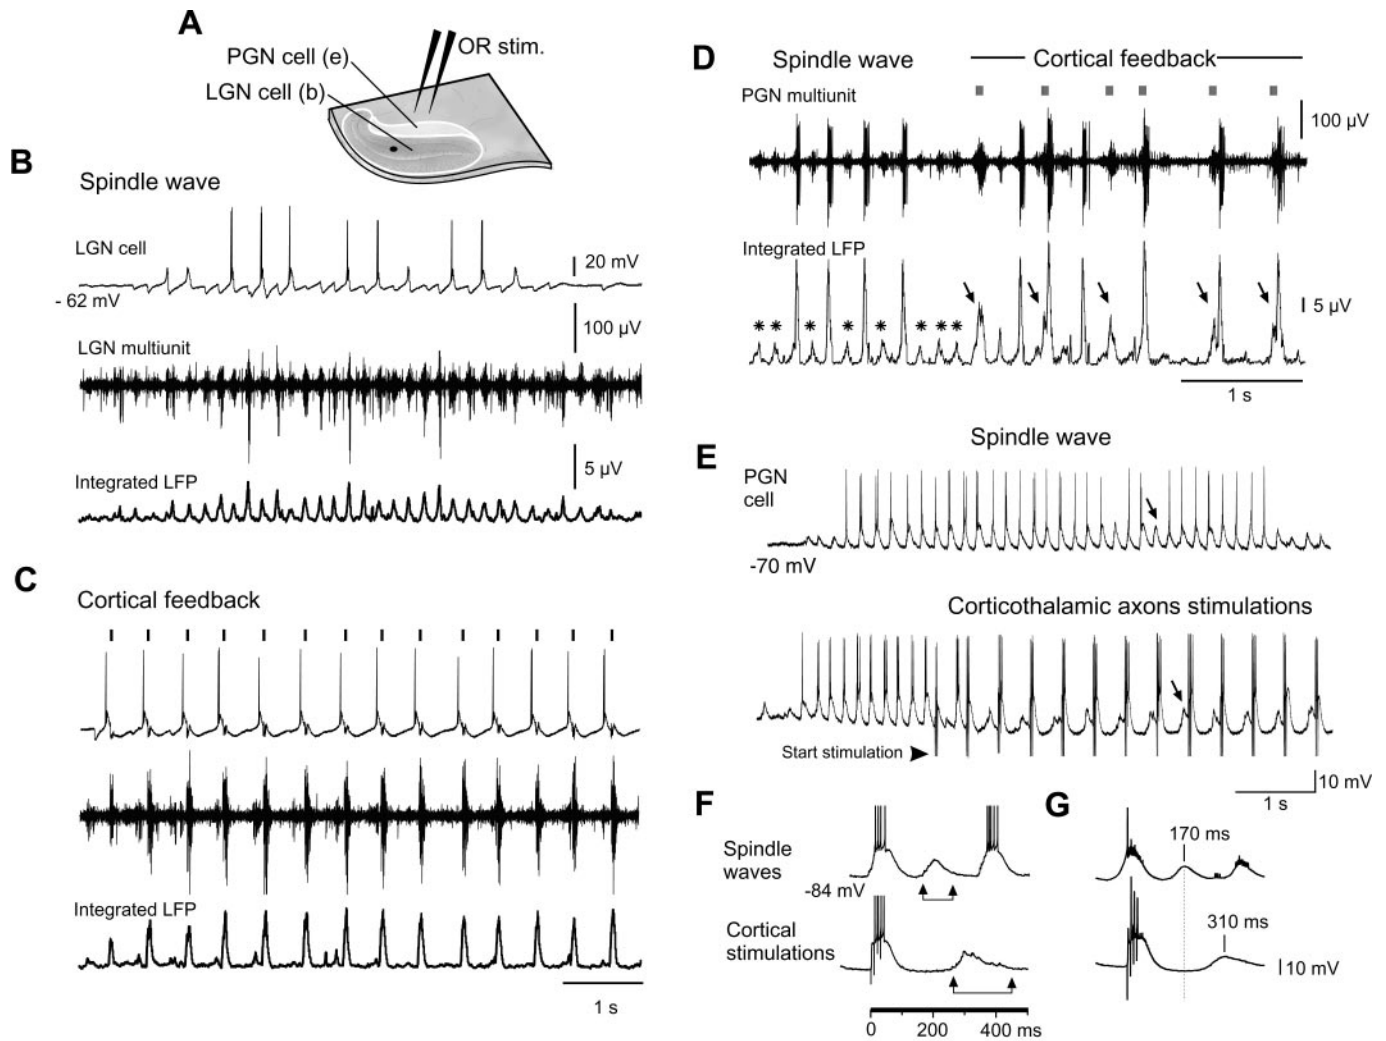 A
PGN cell (e)
OR stim.
LGN cell (b)
B
Spindle wave
LGN cell
20 mV
- 62 mV
100 µV
LGN multiunit
5 µV
Integrated LFP
C
Cortical feedback
Integrated LFP
1 s
D
Spindle wave
Cortical feedback
PGN multiunit
100 µV
Integrated LFP
5 µV
* * * * * * * *
1 s
E
Spindle wave
PGN
cell
-70 mV
Corticothalamic axons stimulations
Start stimulation
10 mV
1 s
F
Spindle
waves
-84 mV
Cortical
stimulations
0 200 400 ms
G
170 ms
310 ms
10 mV